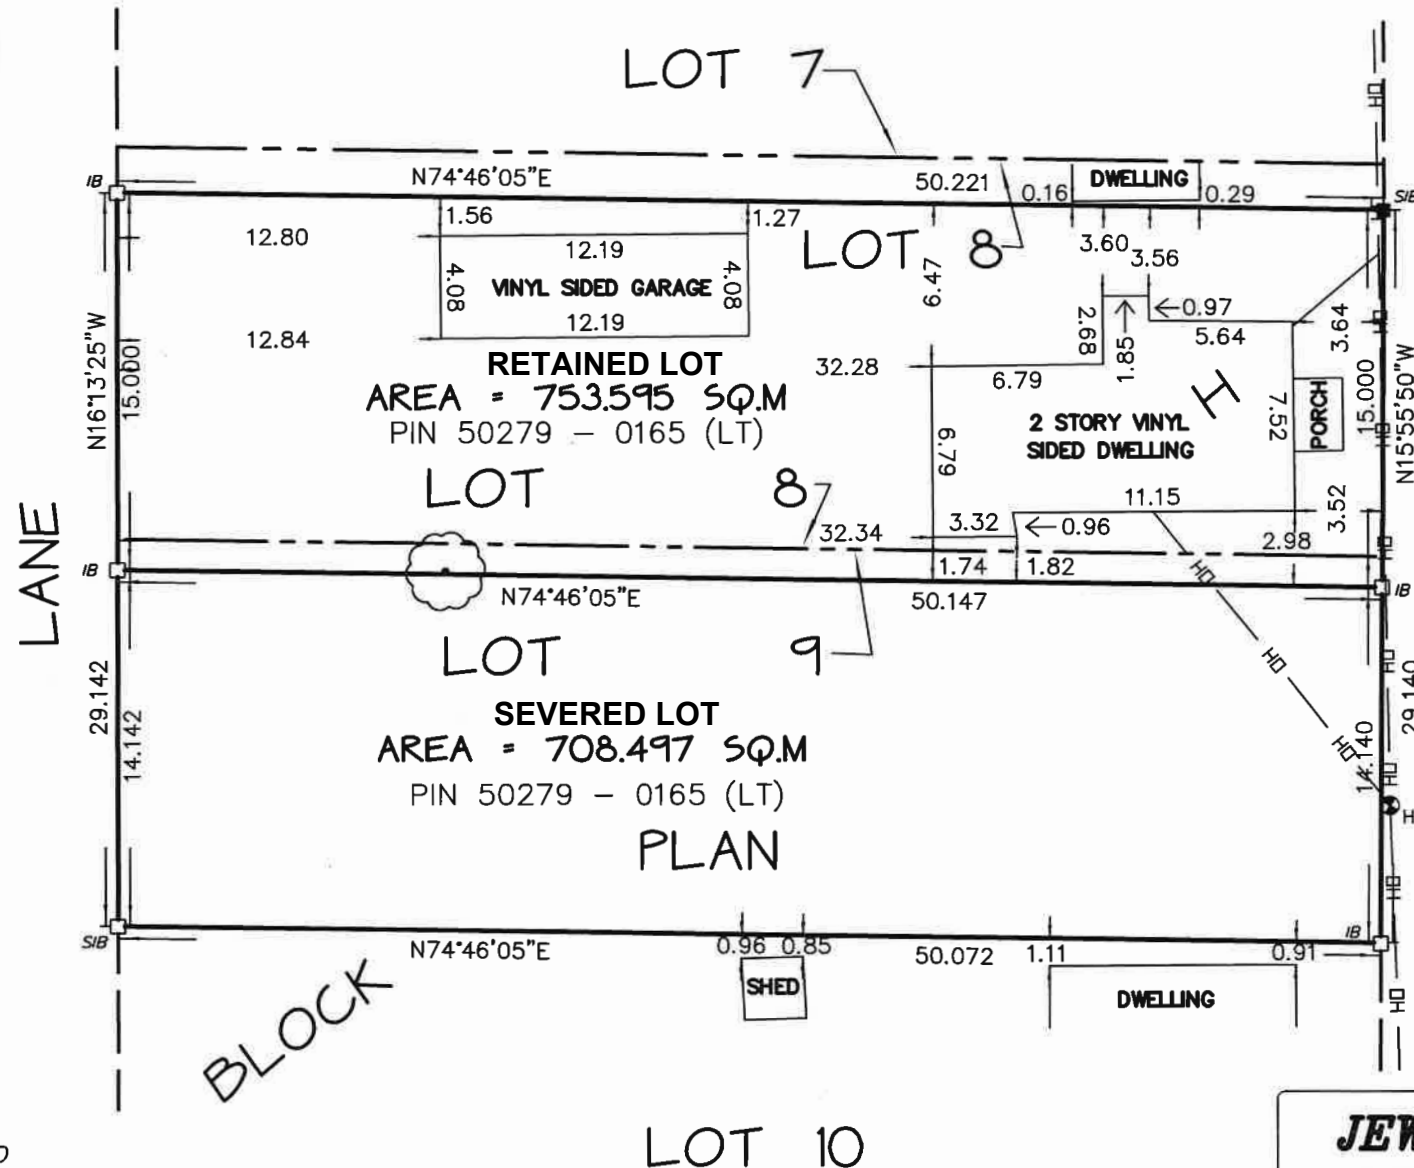 LOT 7
IB
N74°46'05"E
50.221
0.16
DWELLING
0.29
SIB
1.56
1.27
12.80
12.19
LOT 8
3.60
3.56
4.08
VINYL SIDED GARAGE
4.08
6.47
2.68
1.85
0.97
5.64
3.64
12.84
12.19
N16°13'25"W
15.000
RETAINED LOT
32.28
6.79
H
AREA = 753.595 SQ.M
PIN 50279 – 0165 (LT)
2 STORY VINYL
SIDED DWELLING
7.52
PORCH
15.000
N15°55'50"W
6.79
LOT 8
11.15
3.52
32.34
3.32
0.96
2.98
LANE
IB
N74°46'05"E
1.74
1.82
50.147
HO
IB
LOT 9
HO
29.142
14.142
SEVERED LOT
AREA = 708.497 SQ.M
PIN 50279 – 0165 (LT)
HO
14.140
29.140
PLAN
SIB
N74°46'05"E
0.96
0.85
50.072
1.11
0.91
IB
SHED
DWELLING
BLOCK
LOT 10